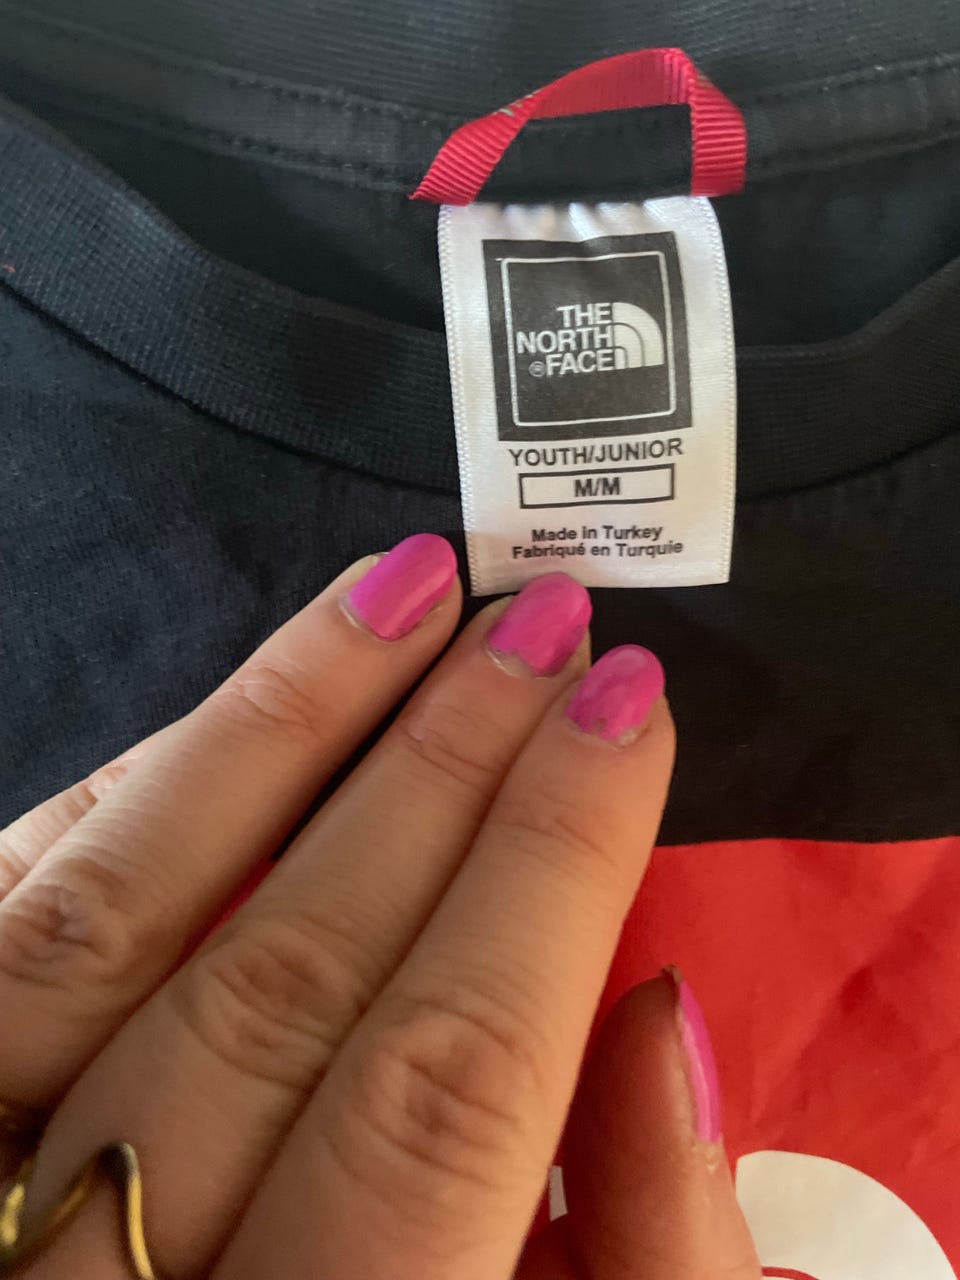 THE
NORTH
®FACE
YOUTH/JUNIOR
M/M
Made in Turkey
Fabriqué en Turquie